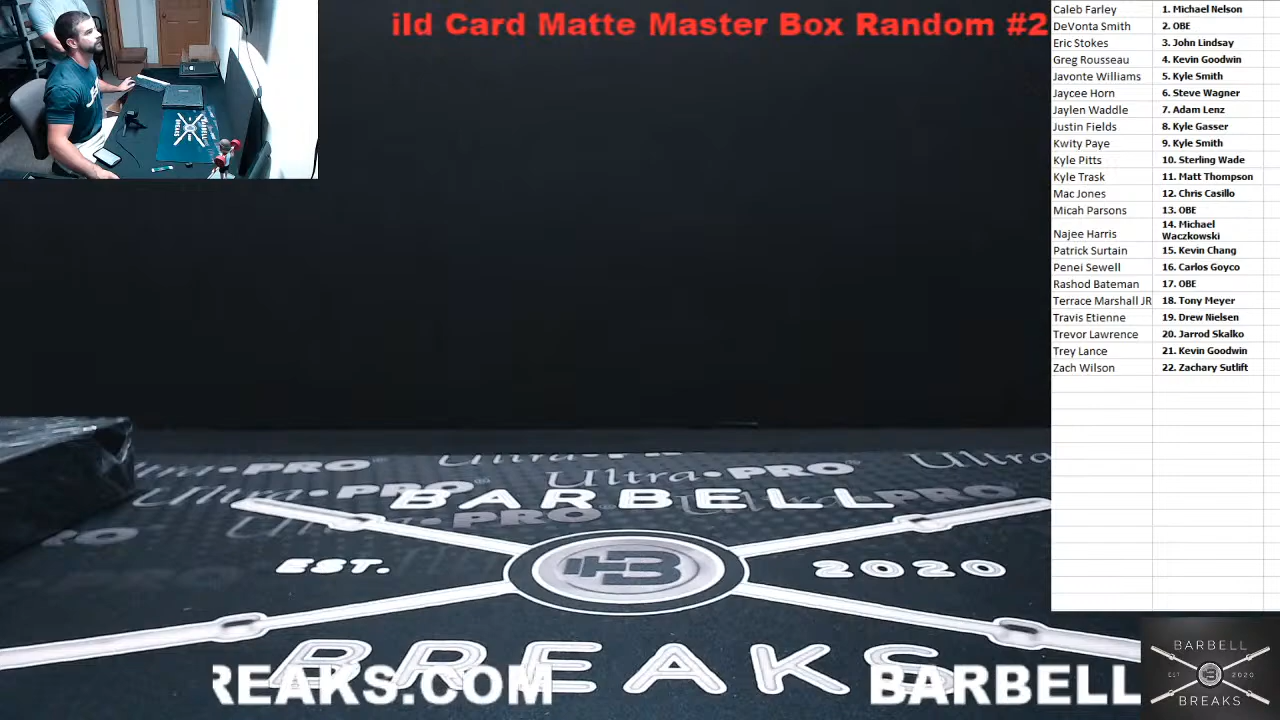 ild Card Matte Master Box Random #2
Caleb Farley 1. Michael Nelson
DeVonta Smith 2. OBE
Eric Stokes 3. John Lindsay
Greg Rousseau 4. Kevin Goodwin
Javonte Williams 5. Kyle Smith
Jaycee Horn 6. Steve Wagner
Jaylen Waddle 7. Adam Lenz
Justin Fields 8. Kyle Gasser
Kwity Paye 9. Kyle Smith
Kyle Pitts 10. Sterling Wade
Kyle Trask 11. Matt Thompson
Mac Jones 12. Chris Casillo
Micah Parsons 13. OBE
Najee Harris 14. Michael
Waczkowski
Patrick Surtain 15. Kevin Chang
Penei Sewell 16. Carlos Goyco
Rashod Bateman 17. OBE
Terrace Marshall JR 18. Tony Meyer
Travis Etienne 19. Drew Nielsen
Trevor Lawrence 20. Jarrod Skalko
Trey Lance 21. Kevin Goodwin
Zach Wilson 22. Zachary Sutlift
Ultra•PRO
Ultra•PRO
Ultra•PRO
BARBELL
EST. 2020
BREAKS
REAKS.COM BARBELL
BARBELL
EST 2020
BREAKS